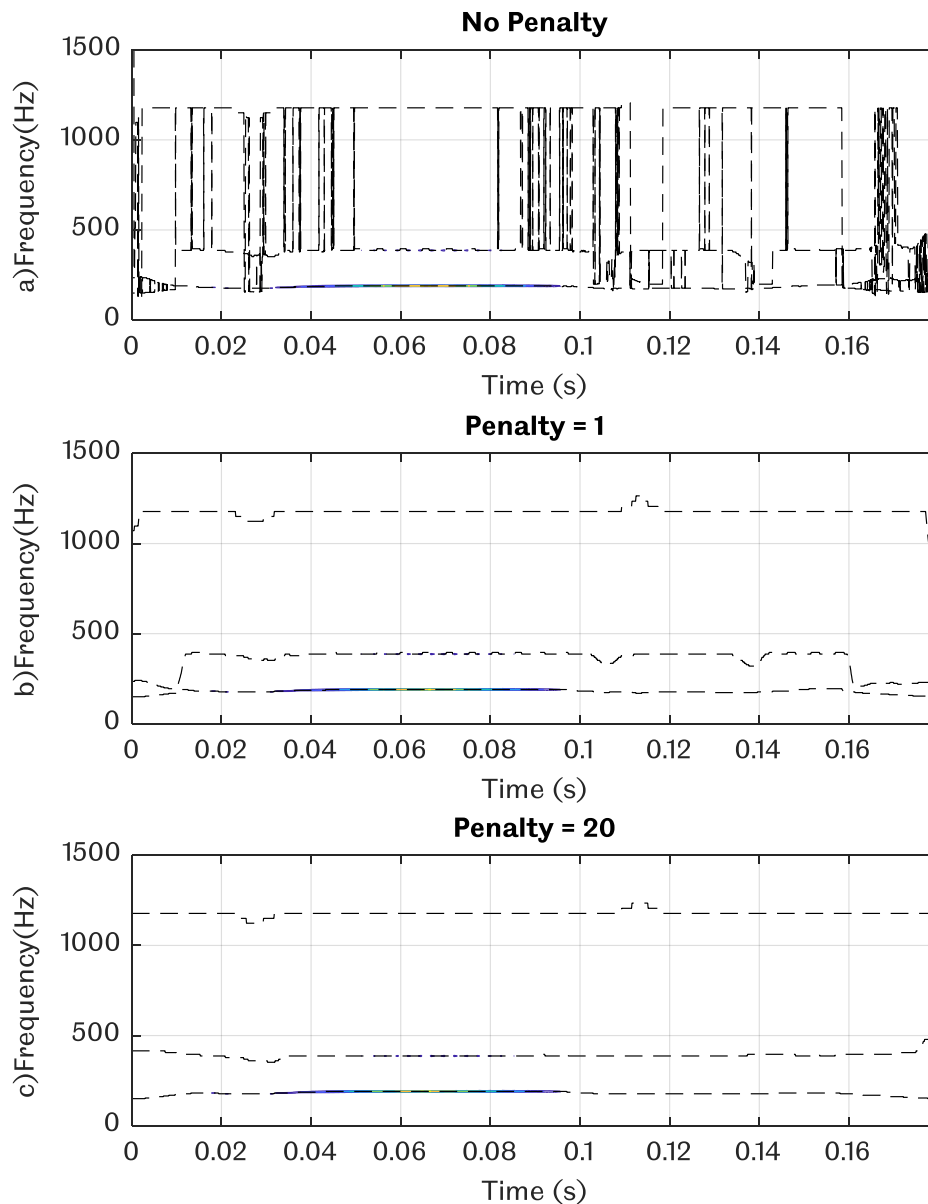 No Penalty
1500
1000
500
0
a)Frequency(Hz)
0 0.02 0.04 0.06 0.08 0.1 0.12 0.14 0.16
Time (s)
Penalty = 1
1500
1000
500
0
b)Frequency(Hz)
0 0.02 0.04 0.06 0.08 0.1 0.12 0.14 0.16
Time (s)
Penalty = 20
1500
1000
500
0
c)Frequency(Hz)
0 0.02 0.04 0.06 0.08 0.1 0.12 0.14 0.16
Time (s)